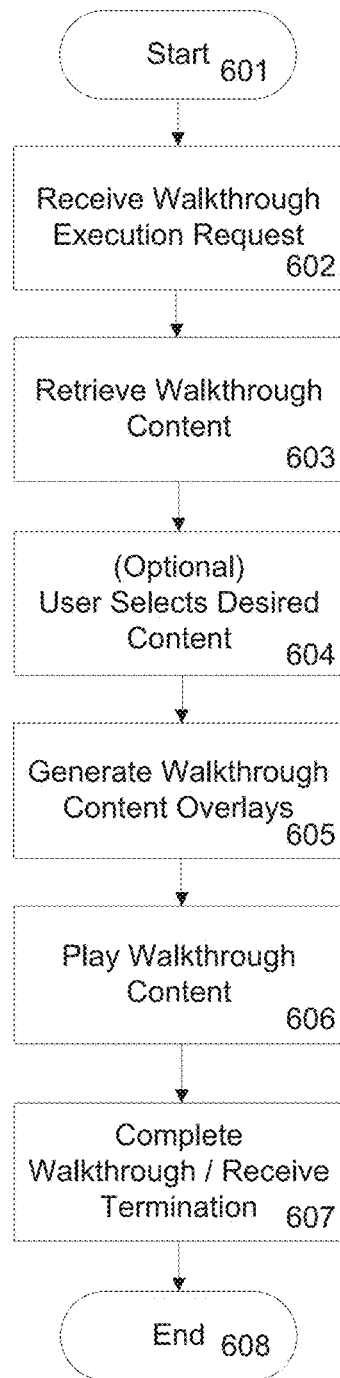 Start 601
Receive Walkthrough
Execution Request
602
Retrieve Walkthrough
Content
603
(Optional)
User Selects Desired
Content
604
Generate Walkthrough
Content Overlays
605
Play Walkthrough
Content
606
Complete
Walkthrough / Receive
Termination 607
End 608